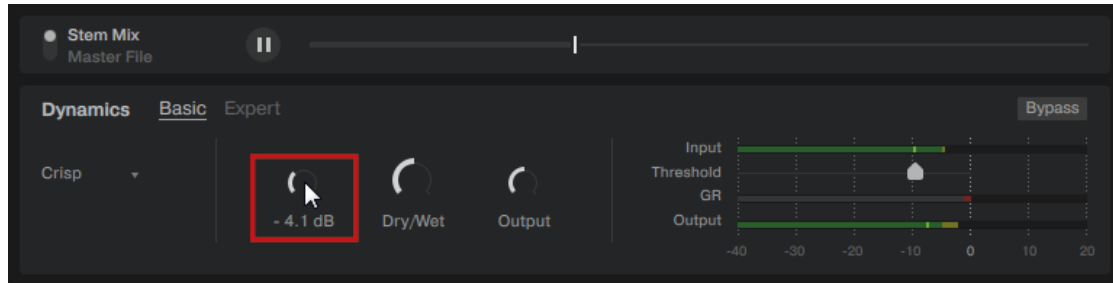 Stem Mix
Master File
Dynamics Basic Expert Bypass
Crisp
- 4.1 dB Dry/Wet Output
Input
Threshold
GR
Output
-40 -30 -20 -10 0 10 20